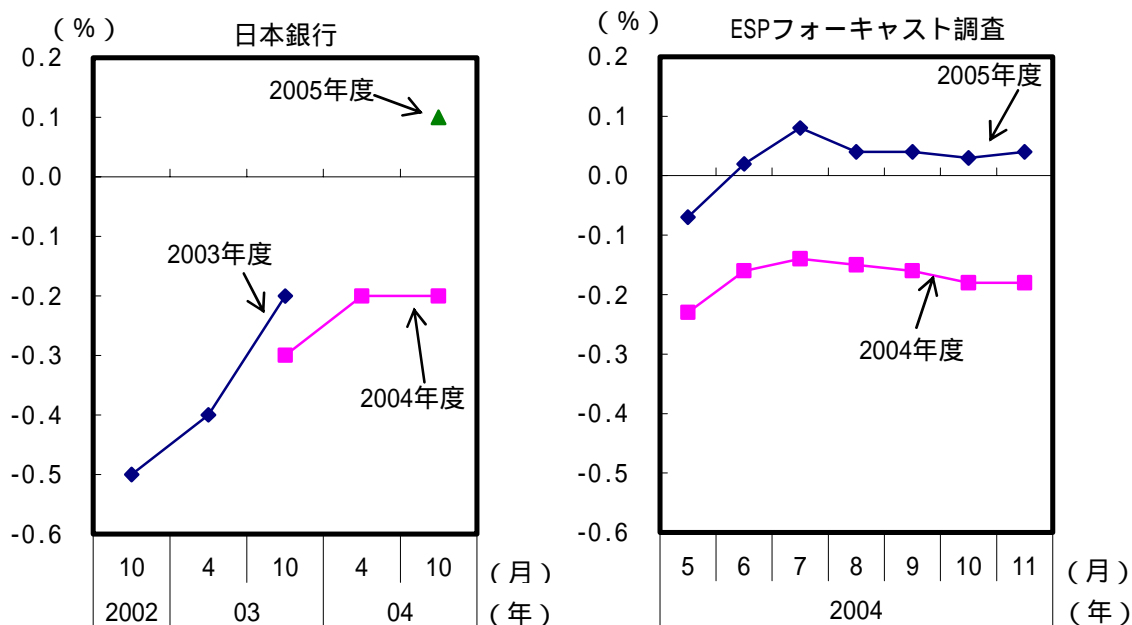 （％）
日本銀行
0.2
0.1
0.0
-0.1
-0.2
-0.3
-0.4
-0.5
-0.6
2005年度
2003年度
2004年度
10 4 10 4 10 （月）
2002 03 04 （年）
（％）
ESPフォーキャスト調査
0.2
0.1
0.0
-0.1
-0.2
-0.3
-0.4
-0.5
-0.6
2005年度
2004年度
5 6 7 8 9 10 11 （月）
2004 （年）